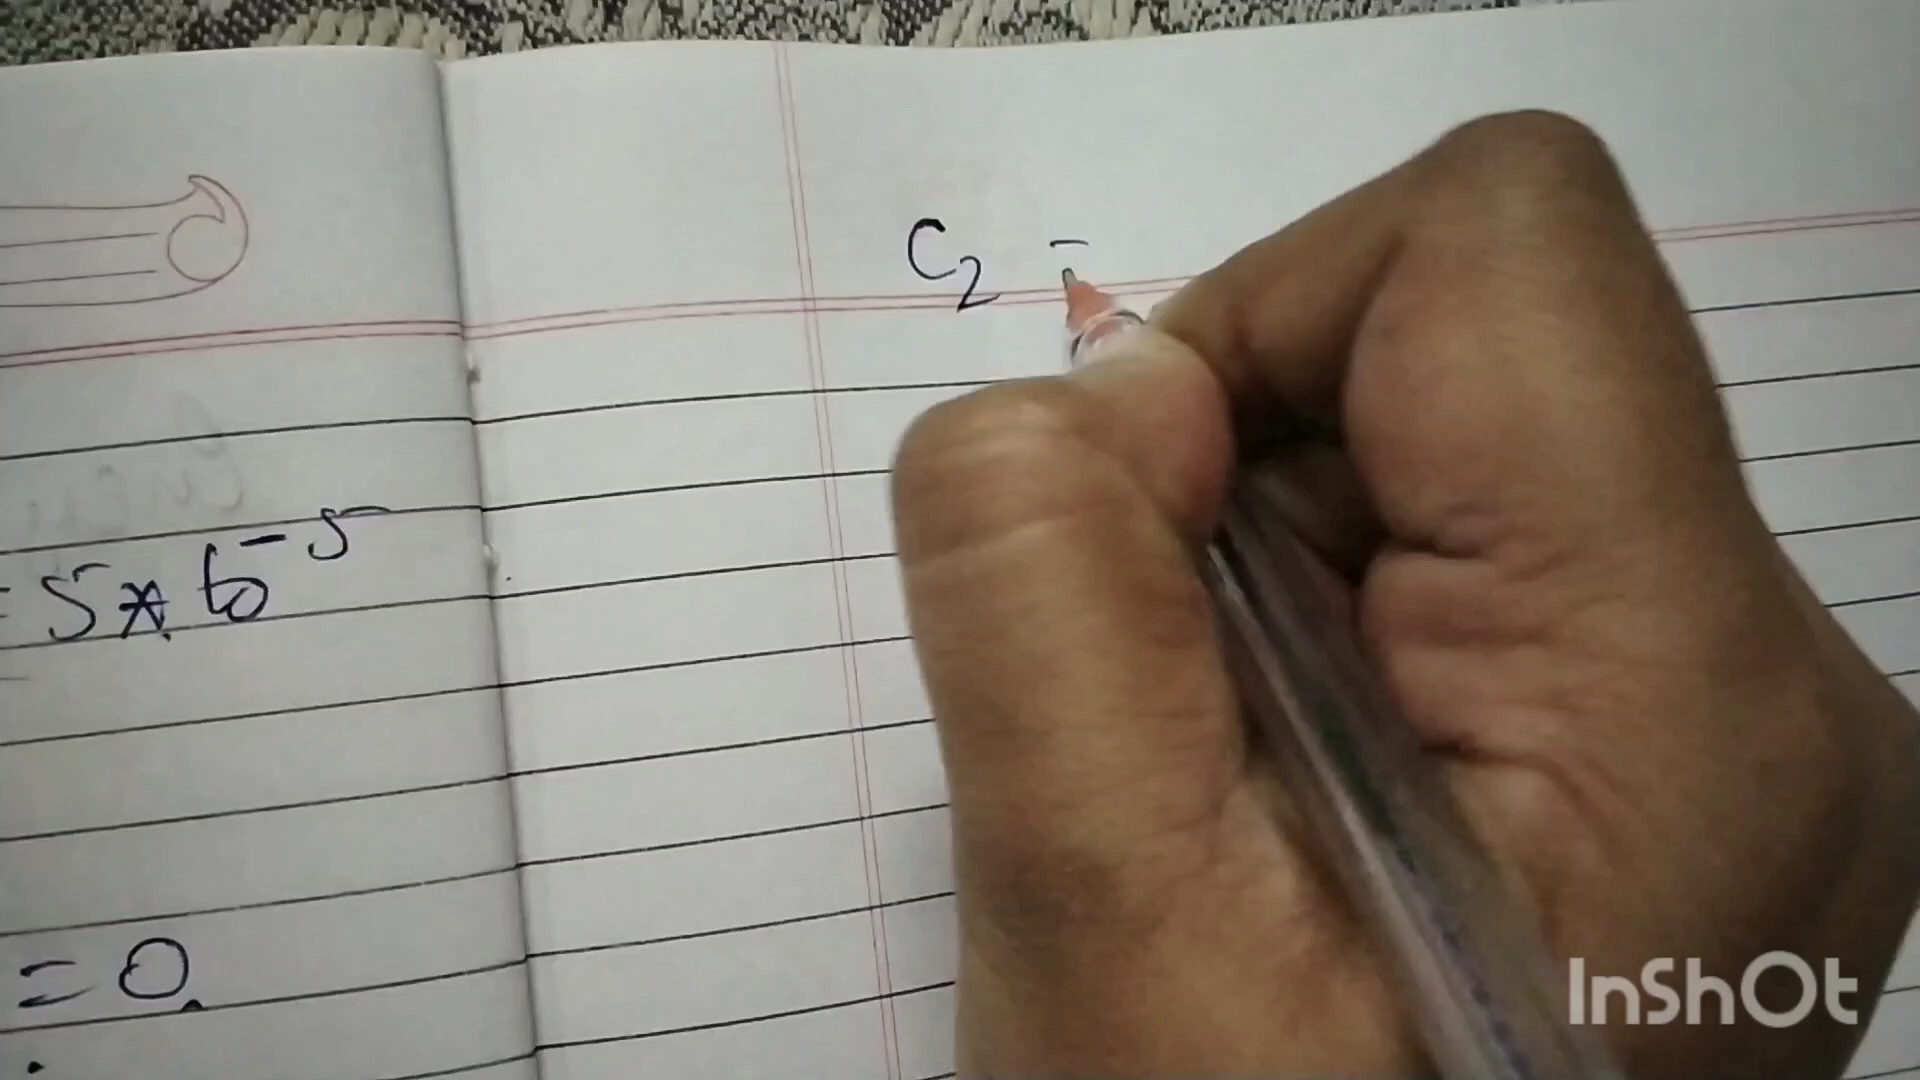 C₂ =
= 5 * 10⁻⁵
= 0.
InShOt